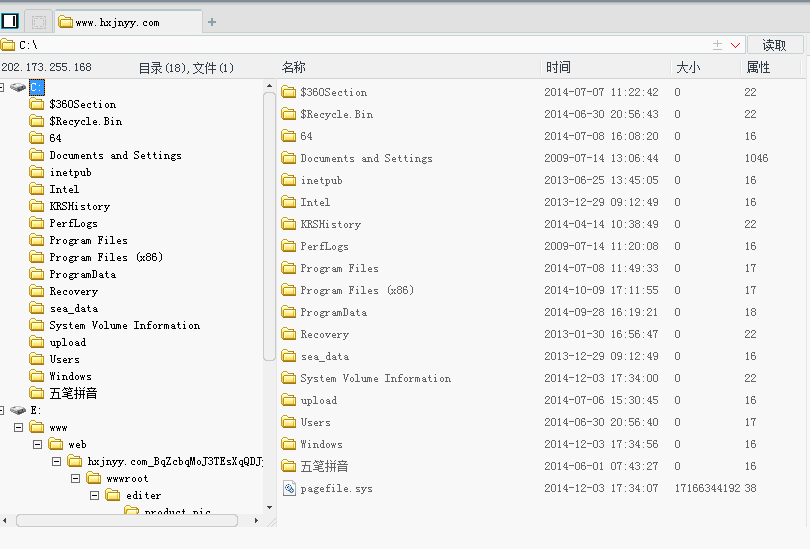 www.hxjnyy.com
C:\
读取
202.173.255.168 目录(18),文件(1)
C:
$360Section
$Recycle.Bin
64
Documents and Settings
inetpub
Intel
KRSHistory
PerfLogs
Program Files
Program Files (x86)
ProgramData
Recovery
sea_data
System Volume Information
upload
Users
Windows
五笔拼音
E:
www
web
hxjnyy.com_BqZcbqMoJ3TEsXqQDJ
wwwroot
editer
product_pic
名称 时间 大小 属性
$360Section 2014-07-07 11:22:42 0 22
$Recycle.Bin 2014-06-30 20:56:43 0 22
64 2014-07-08 16:08:20 0 16
Documents and Settings 2009-07-14 13:06:44 0 1046
inetpub 2013-06-25 13:45:05 0 16
Intel 2013-12-29 09:12:49 0 16
KRSHistory 2014-04-14 10:38:49 0 22
PerfLogs 2009-07-14 11:20:08 0 16
Program Files 2014-07-08 11:49:33 0 17
Program Files (x86) 2014-10-09 17:11:55 0 17
ProgramData 2014-09-28 16:19:21 0 18
Recovery 2013-01-30 16:56:47 0 22
sea_data 2013-12-29 09:12:49 0 16
System Volume Information 2014-12-03 17:34:00 0 22
upload 2014-07-06 15:30:45 0 16
Users 2014-06-30 20:56:40 0 17
Windows 2014-12-03 17:34:56 0 16
五笔拼音 2014-06-01 07:43:27 0 16
pagefile.sys 2014-12-03 17:34:07 17166344192 38